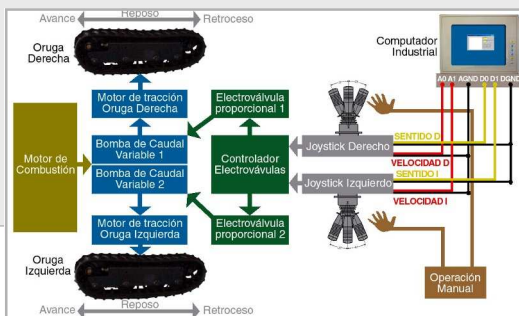 Avance Reposo Retroceso
Oruga
Derecha
Computador
Industrial
A0 A1 AGND D0 D1 DGND
Motor de tracción
Oruga Derecha
Electroválvula
proporcional 1
Motor de
Combustión
Bomba de Caudal
Variable 1
Bomba de Caudal
Variable 2
Controlador
Electroválvulas
Joystick Derecho
SENTIDO D
VELOCIDAD D
Joystick Izquierdo
SENTIDO I
VELOCIDAD I
Motor de tracción
Oruga Izquierda
Electroválvula
proporcional 2
Oruga
Izquierda
Operación
Manual
Avance Reposo Retroceso